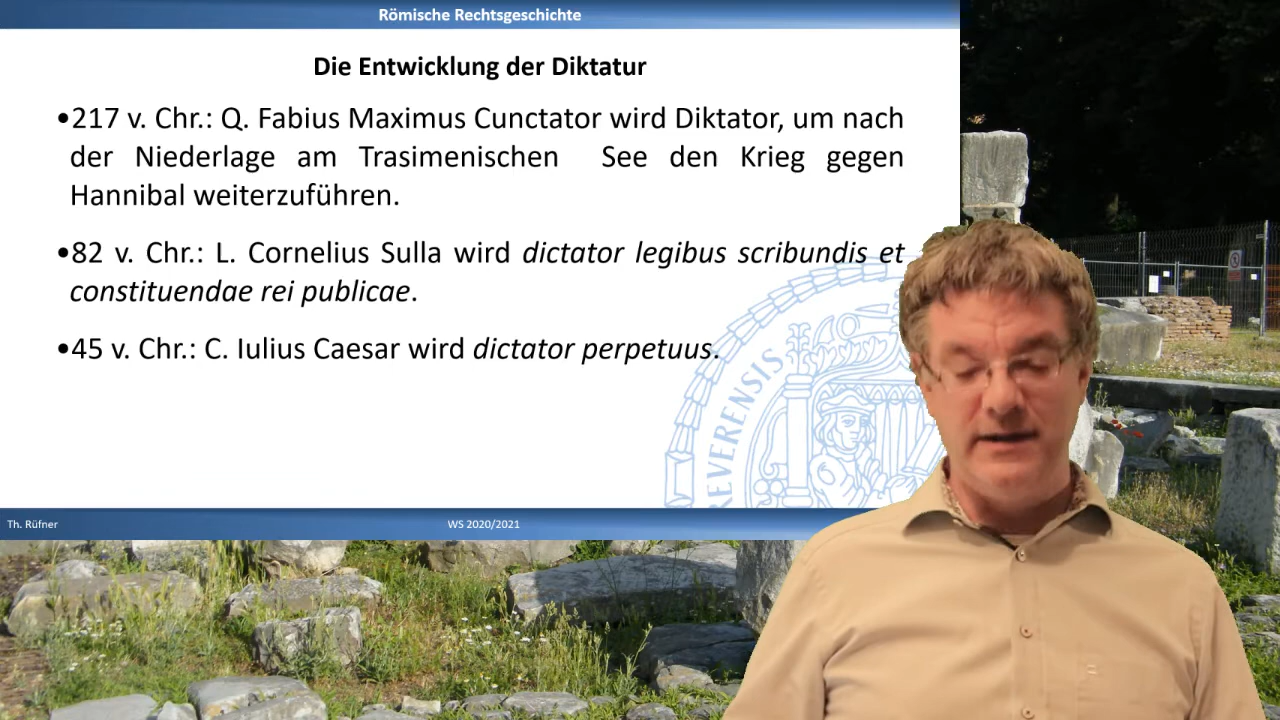 Römische Rechtsgeschichte
Die Entwicklung der Diktatur
•217 v. Chr.: Q. Fabius Maximus Cunctator wird Diktator, um nach
der Niederlage am Trasimenischen See den Krieg gegen
Hannibal weiterzuführen.
•82 v. Chr.: L. Cornelius Sulla wird dictator legibus scribundis et
constituendae rei publicae.
•45 v. Chr.: C. Iulius Caesar wird dictator perpetuus.
EVERENSIS
Th. Rüfner
WS 2020/2021